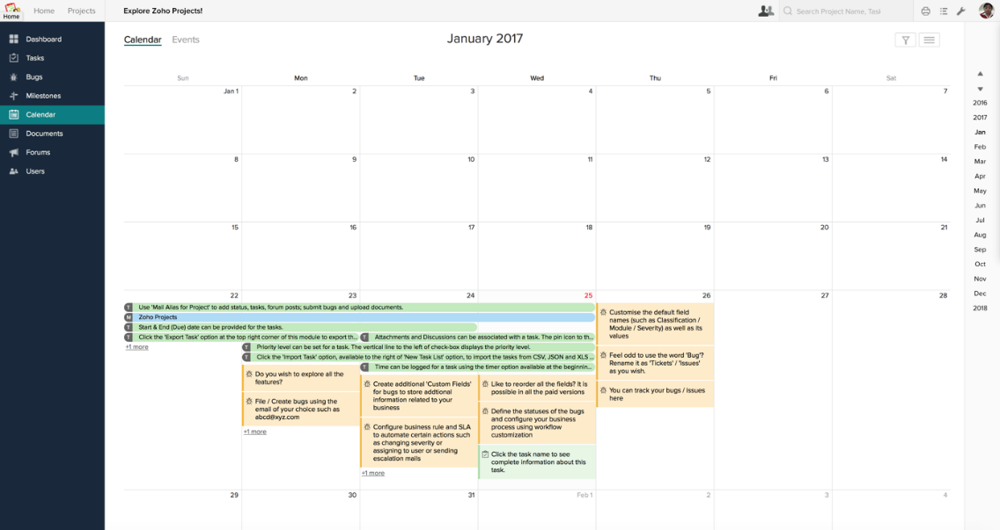 Home
Home
Projects
Explore Zoho Projects!
Search Project Name, Task
Dashboard
Tasks
Bugs
Milestones
Calendar
Documents
Forums
Users
Calendar
Events
January 2017
Sun Mon Tue Wed Thu Fri Sat
Jan 1 2 3 4 5 6 7
8 9 10 11 12 13 14
15 16 17 18 19 20 21
22 23 24 25 26 27 28
T Use 'Mail Alias for Project' to add status, tasks, forum posts; submit bugs and upload documents.
M Zoho Projects
T Start & End (Due) date can be provided for the tasks.
T Click the 'Export Task' option at the top right corner of this module to export th...
T Attachments and Discussions can be associated with a task. The pin icon to th...
+1 more
T Priority level can be set for a task. The vertical line to the left of check-box displays the priority level.
T Click the 'Import Task' option, available to the right of 'New Task List' option, to import the tasks from CSV, JSON and XLS ...
T Time can be logged for a task using the timer option available at the beginnin...
Do you wish to explore all the
features?
File / Create bugs using the
email of your choice such as
abcd@xyz.com
+1 more
Create additional 'Custom Fields'
for bugs to store addtional
information related to your
business
Configure business rule and SLA
to automate certain actions such
as changing severity or
assigning to user or sending
escalation mails
+1 more
Like to reorder all the fields? It is
possible in all the paid versions
Define the statuses of the bugs
and configure your business
process using workflow
customization
Click the task name to see
complete information about this
task.
Customise the default field
names (such as Classification /
Module / Severity) as well as its
values
Feel odd to use the word 'Bug'?
Rename it as 'Tickets' / 'Issues'
as you wish.
You can track your bugs / issues
here
29 30 31 Feb 1 2 3 4
2016
2017
Jan
Feb
Mar
Apr
May
Jun
Jul
Aug
Sep
Oct
Nov
Dec
2018